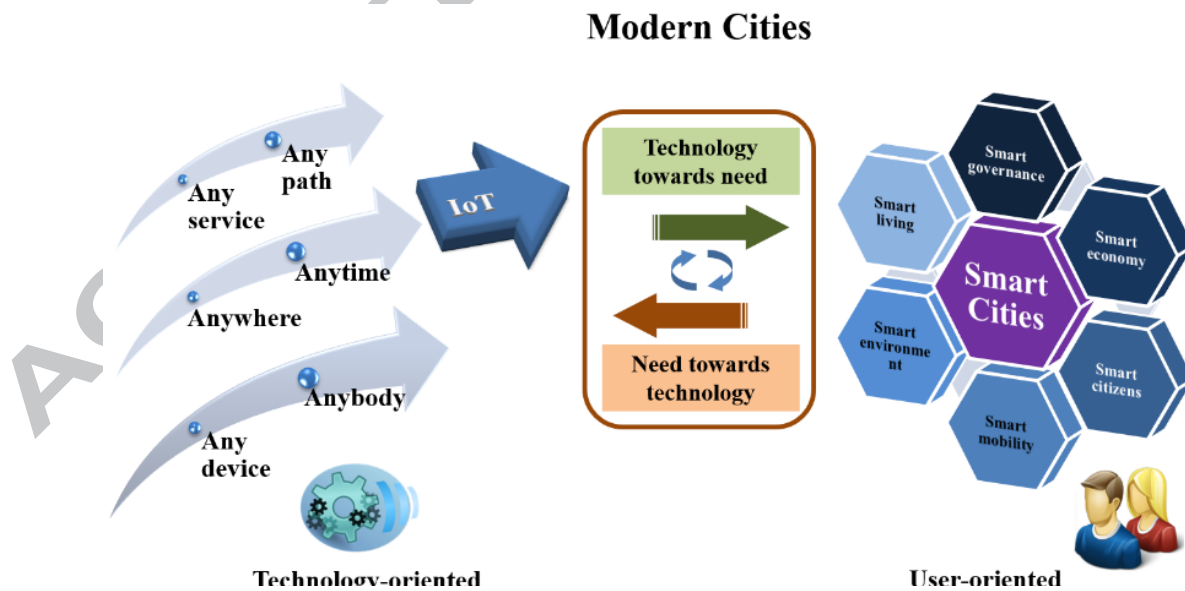 Modern Cities
Any
path
Any
service
Anytime
Anywhere
Anybody
Any
device
Technology-oriented
IoT
Technology
towards need
Need towards
technology
Smart
governance
Smart
living
Smart
economy
Smart
Cities
Smart
environme
nt
Smart
citizens
Smart
mobility
User-oriented